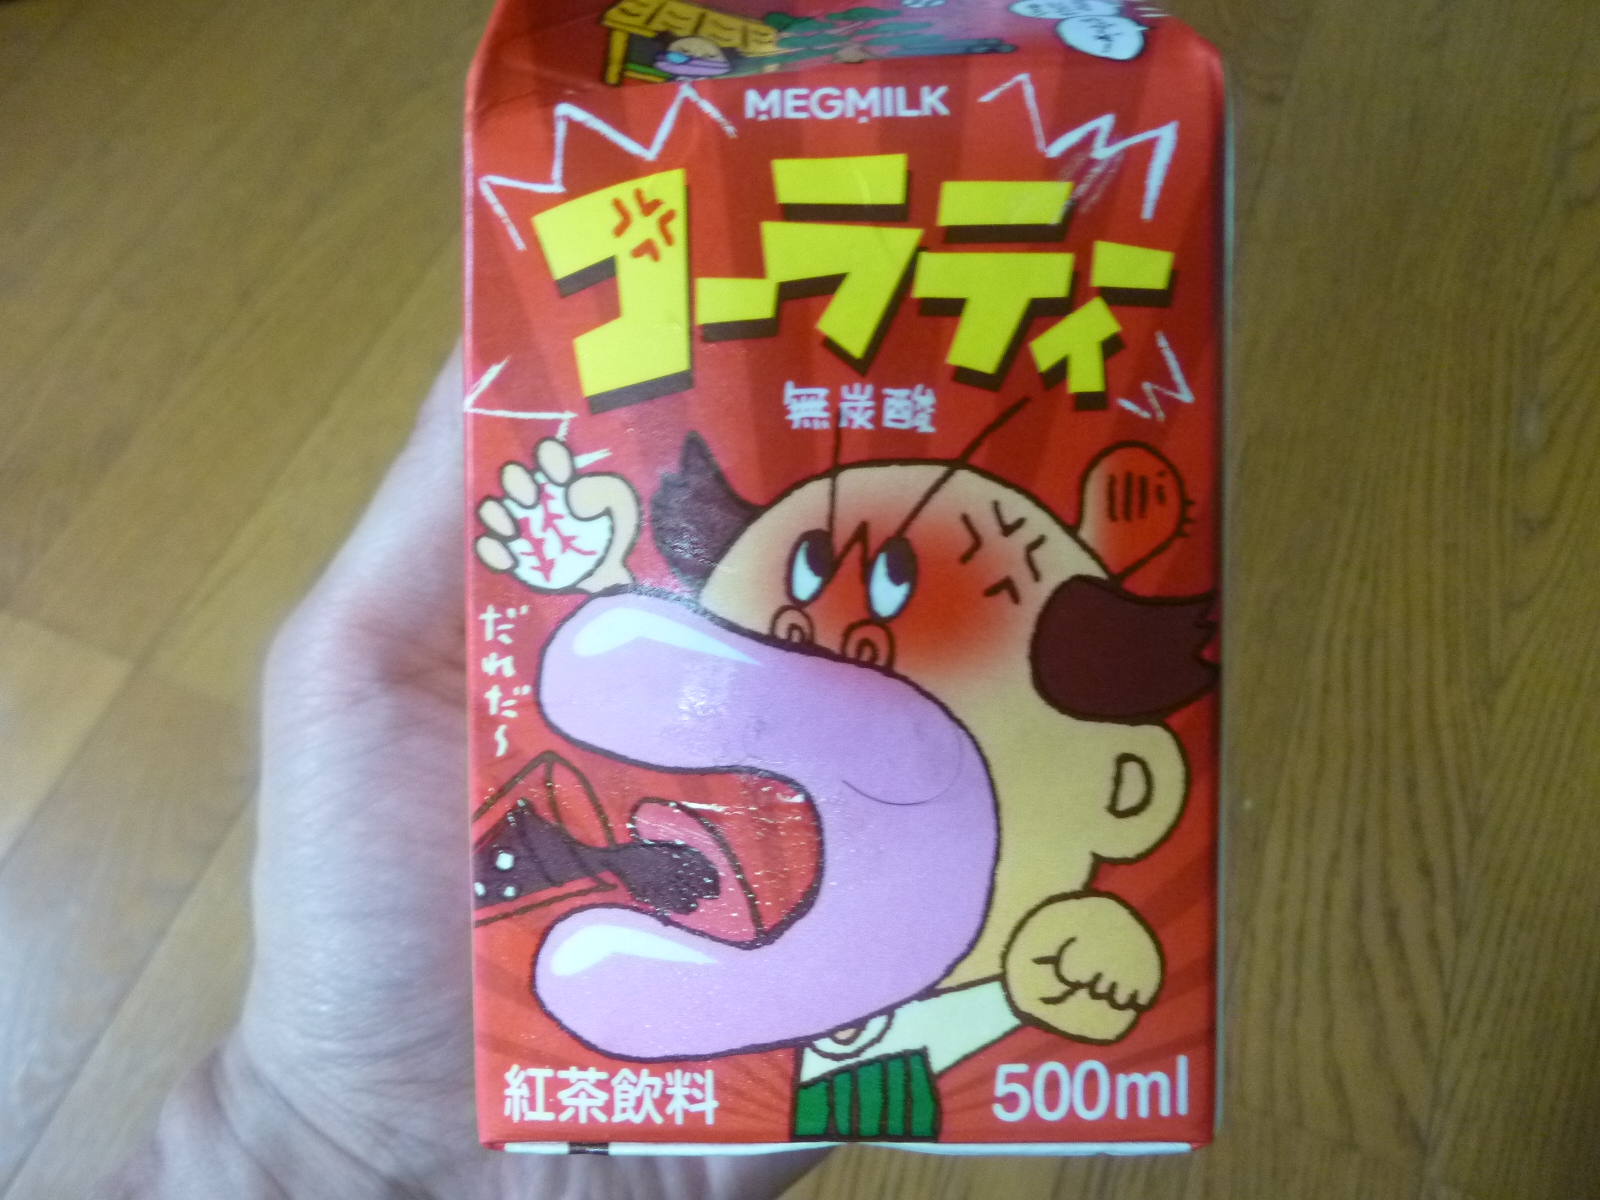 MEGMILK
コーラティー
無炭酸
だれだ～
紅茶飲料
500ml